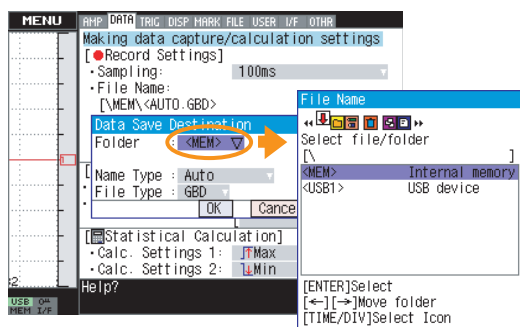 MENU
AMP DATA TRIG DISP MARK FILE USER I/F OTHR
Making data capture/calculation settings
[●Record Settings]
・Sampling: 100ms
・File Name:
[\MEM\<AUTO.GBD>
Data Save Destination
Folder : <MEM>
Name Type : Auto
File Type : GBD
OK Cance
[Statistical Calculation]
・Calc. Settings 1: Max
・Calc. Settings 2: Min
Help?
USB
MEM I/F
File Name
Select file/folder
[\ ]
<MEM> Internal memory
<USB1> USB device
[ENTER]Select
[←][→]Move folder
[TIME/DIV]Select Icon